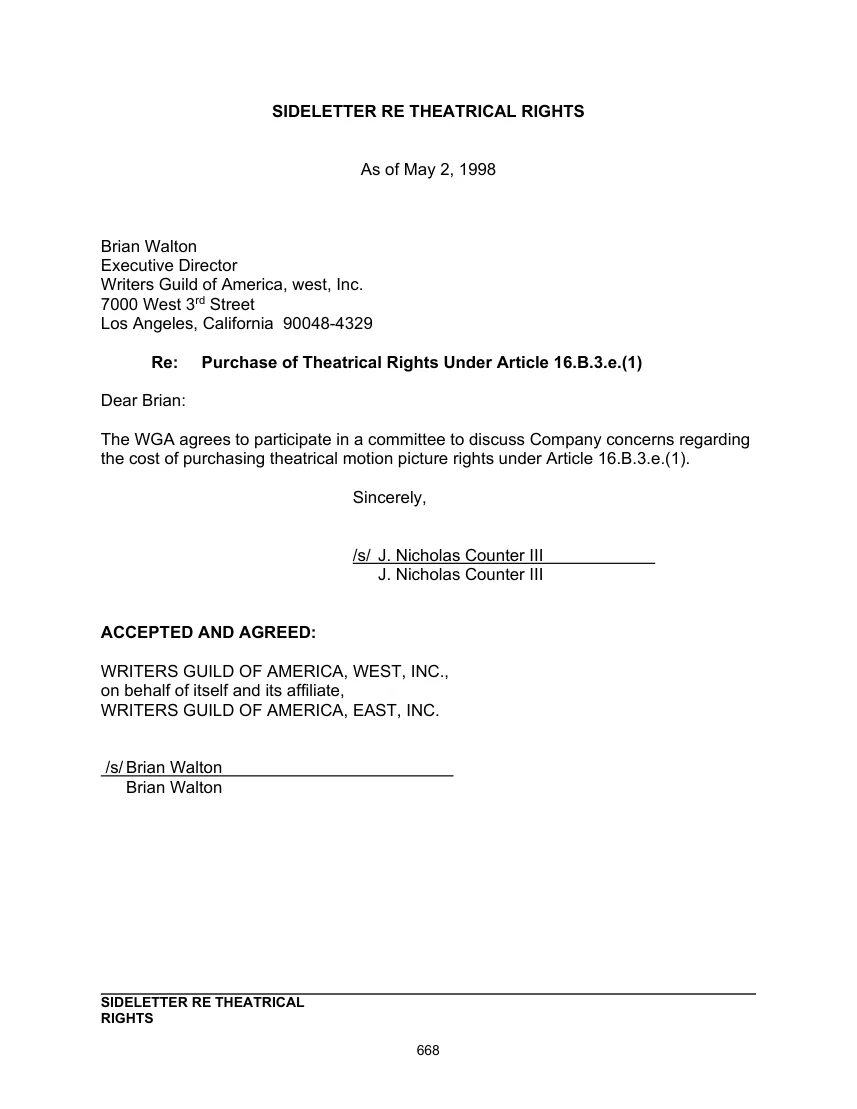 SIDELETTER RE THEATRICAL RIGHTS
As of May 2, 1998
Brian Walton
Executive Director
Writers Guild of America, west, Inc.
7000 West 3rd Street
Los Angeles, California  90048-4329
Re: Purchase of Theatrical Rights Under Article 16.B.3.e.(1)
Dear Brian:
The WGA agrees to participate in a committee to discuss Company concerns regarding
the cost of purchasing theatrical motion picture rights under Article 16.B.3.e.(1).
Sincerely,
/s/ J. Nicholas Counter III
J. Nicholas Counter III
ACCEPTED AND AGREED:
WRITERS GUILD OF AMERICA, WEST, INC.,
on behalf of itself and its affiliate,
WRITERS GUILD OF AMERICA, EAST, INC.
/s/ Brian Walton
Brian Walton
SIDELETTER RE THEATRICAL
RIGHTS
668